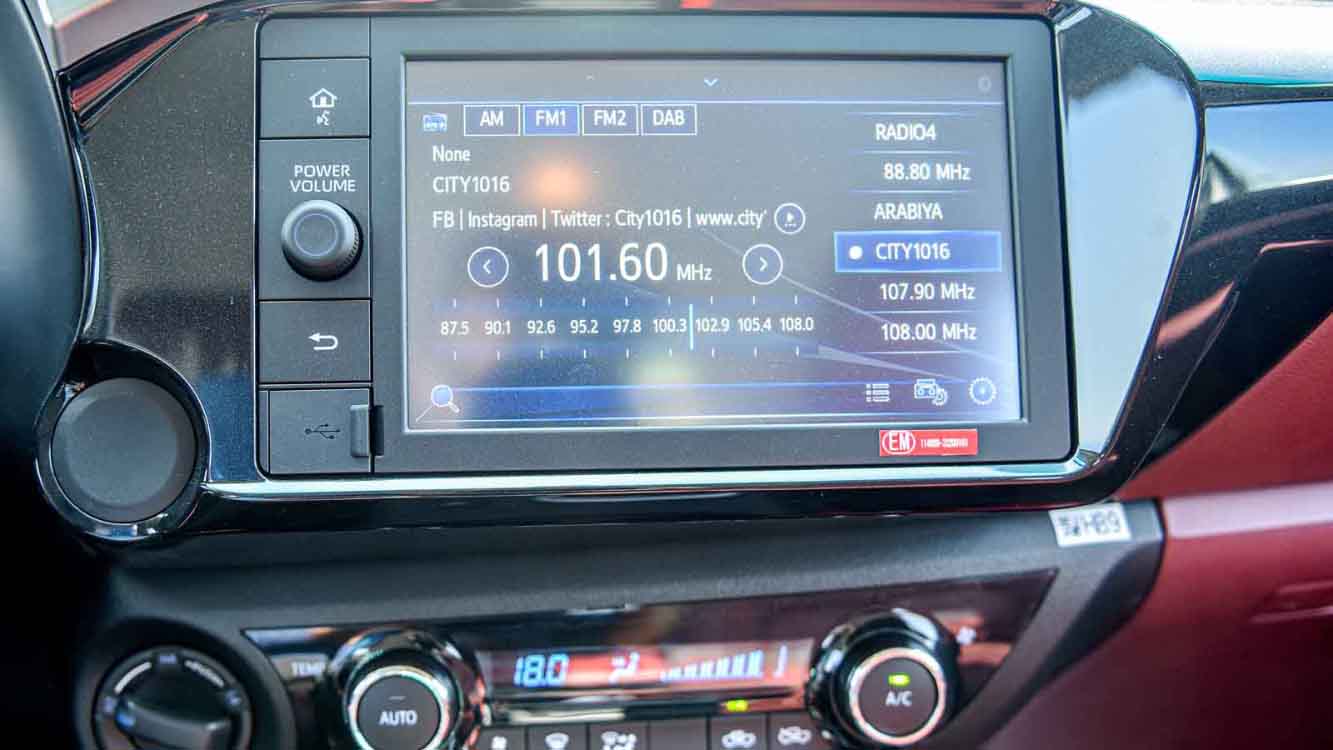 AM FM1 FM2 DAB
RADIO4
None
88.80 MHz
POWER
VOLUME
CITY1016
ARABIYA
FB | Instagram | Twitter : City1016 | www.city'
CITY1016
101.60 MHz
107.90 MHz
87.5 90.1 92.6 95.2 97.8 100.3 102.9 105.4 108.0
108.00 MHz
EM
HB9
TEMP
18.0
AUTO
A/C